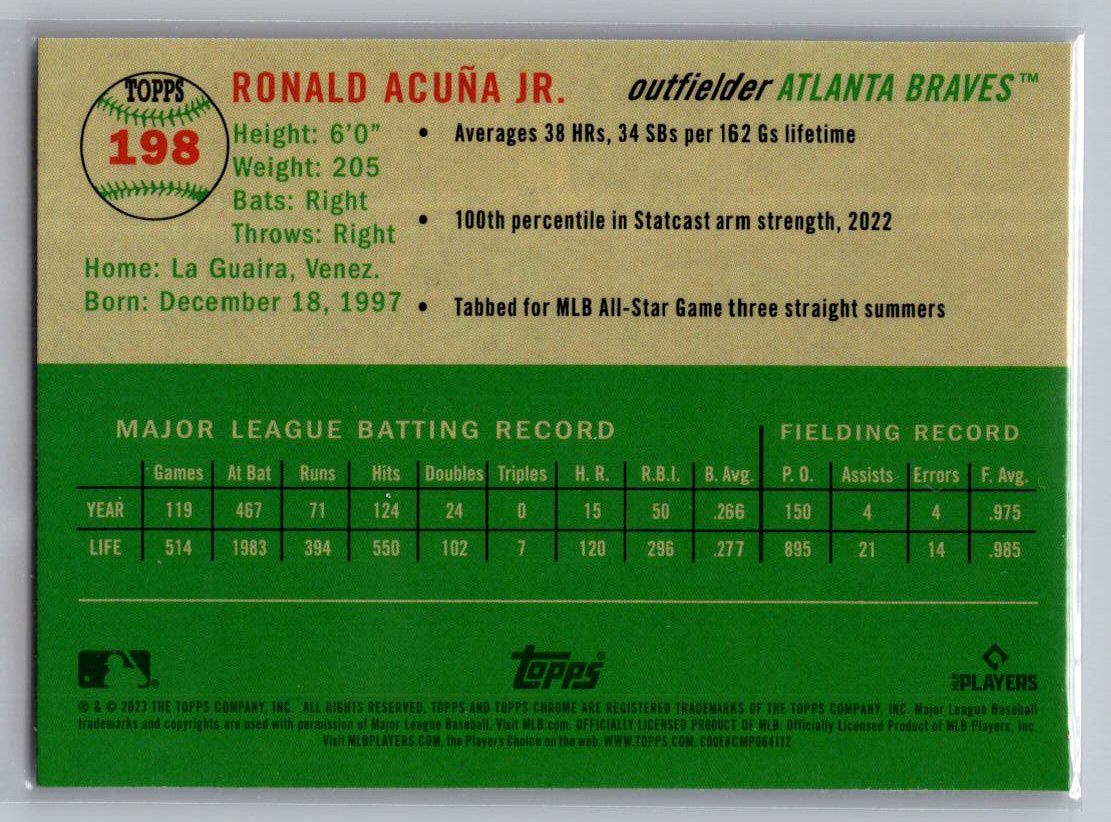 TOPPS
198
RONALD ACUÑA JR.
outfielder ATLANTA BRAVES™
Height: 6'0"
Weight: 205
Bats: Right
Throws: Right
Home: La Guaira, Venez.
Born: December 18, 1997
• Averages 38 HRs, 34 SBs per 162 Gs lifetime
• 100th percentile in Statcast arm strength, 2022
• Tabbed for MLB All-Star Game three straight summers
MAJOR LEAGUE BATTING RECORD
FIELDING RECORD
Games At Bat Runs Hits Doubles Triples H. R. R.B.I. B. Avg. P. O. Assists Errors F. Avg.
YEAR 119 467 71 124 24 0 15 50 .266 150 4 4 .975
LIFE 514 1983 394 550 102 7 120 296 .277 895 21 14 .985
topps®
MLB PLAYERS
® & © 2023 THE TOPPS COMPANY, INC. ALL RIGHTS RESERVED. TOPPS AND TOPPS CHROME ARE REGISTERED TRADEMARKS OF THE TOPPS COMPANY, INC. Major League Baseball
trademarks and copyrights are used with permission of Major League Baseball. Visit MLB.com. OFFICIALLY LICENSED PRODUCT OF MLB. Officially Licensed Product of MLB Players, Inc.
Visit MLBPLAYERS.COM, the Players Choice on the web. WWW.TOPPS.COM. CODE#CMP064112